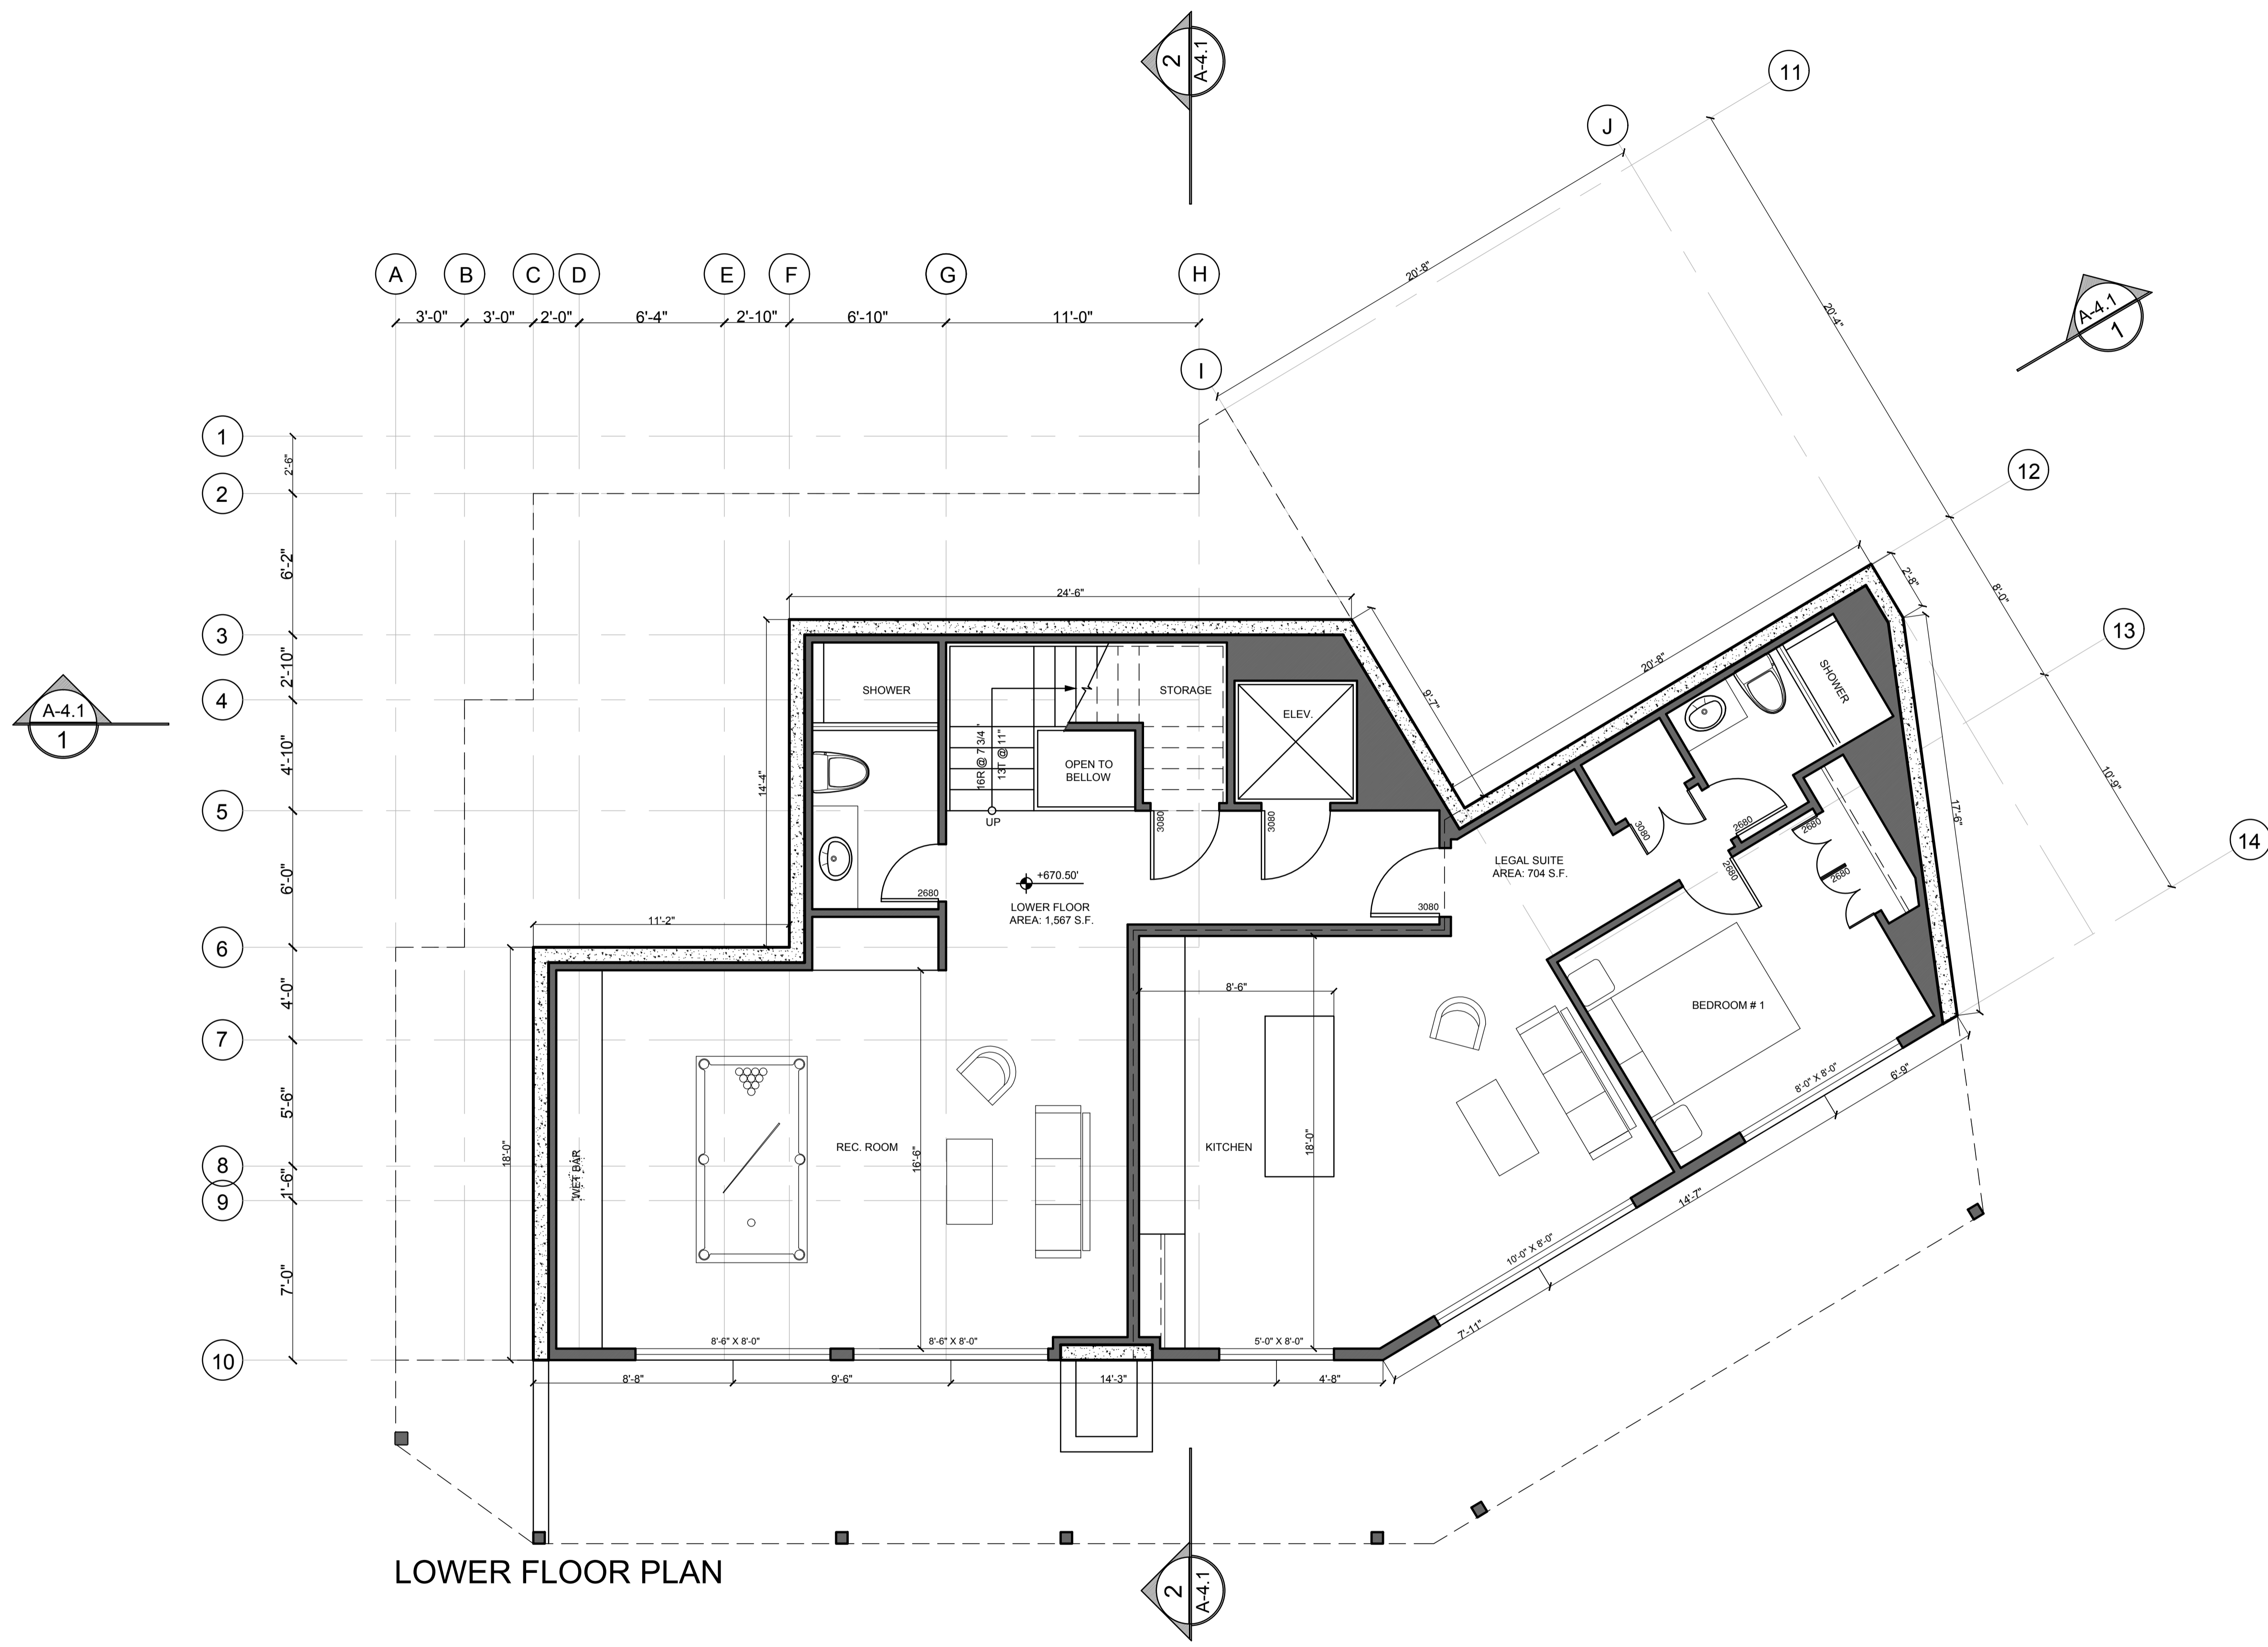 2
A-4.1
11
J
A B C D E F G H
3'-0" 3'-0" 2'-0" 6'-4" 2'-10" 6'-10" 11'-0"
20'-8"
20'-4"
A-4.1
1
I
1
2'-6"
2
6'-2"
3
2'-10"
4
4'-10"
5
6'-0"
6
4'-0"
7
5'-6"
8
1'-6"
9
7'-0"
10
12
8'-0"
13
10'-9"
14
A-4.1
1
24'-6"
14'-4"
11'-2"
18'-0"
9'-7"
20'-8"
2'-8"
17'-6"
SHOWER
STORAGE
ELEV.
16R @ 7 3/4 "
13T @ 11"
OPEN TO
BELLOW
UP
3080
3080
2680
3080
+670.50'
LOWER FLOOR
AREA: 1,567 S.F.
SHOWER
3080
2680
2680
2680
2680
LEGAL SUITE
AREA: 704 S.F.
BEDROOM # 1
8'-6"
18'-0"
KITCHEN
REC. ROOM
16'-6"
WET BAR
8'-6" X 8'-0"
8'-6" X 8'-0"
5'-0" X 8'-0"
10'-0" X 8'-0"
8'-0" X 8'-0"
6'-9"
14'-7"
7'-11"
8'-8"
9'-6"
14'-3"
4'-8"
LOWER FLOOR PLAN
2
A-4.1